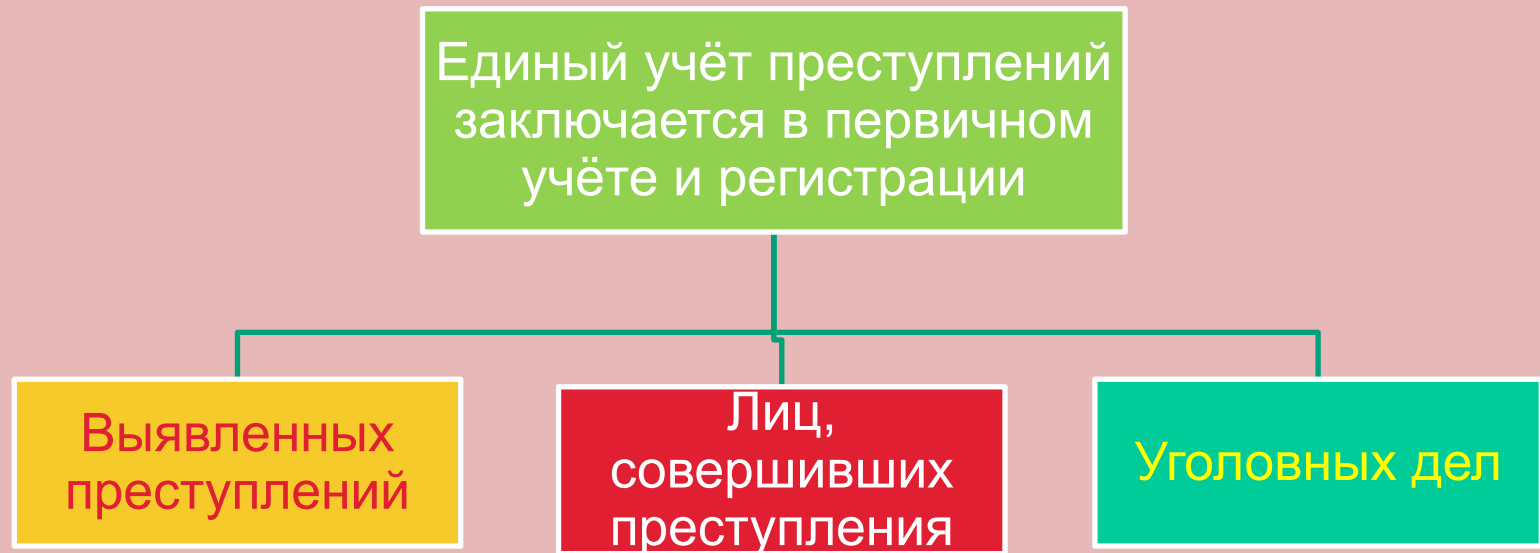 Единый учёт преступлений
заключается в первичном
учёте и регистрации
Выявленных
преступлений
Лиц,
совершивших
преступления
Уголовных дел